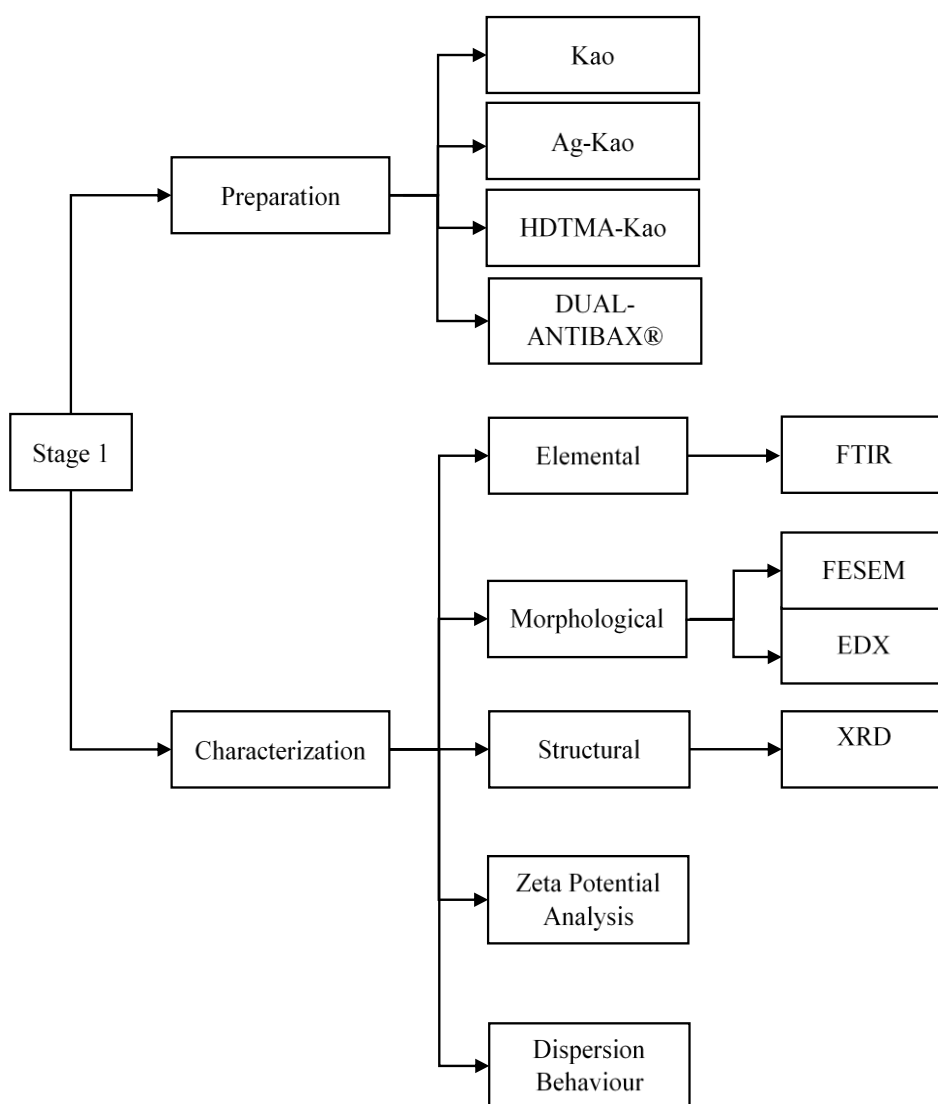 Kao
Ag-Kao
Preparation
HDTMA-Kao
DUAL-
ANTIBAX®
Stage 1
Elemental
FTIR
FESEM
Morphological
EDX
Characterization
Structural
XRD
Zeta Potential
Analysis
Dispersion
Behaviour